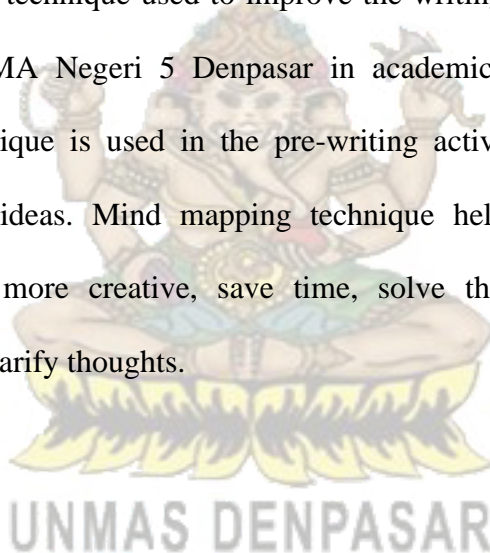 technique used to improve the writing
MA Negeri 5 Denpasar in academic
ique is used in the pre-writing activ
ideas. Mind mapping technique hel
more creative, save time, solve th
arify thoughts.
UNMAS DENPASAR